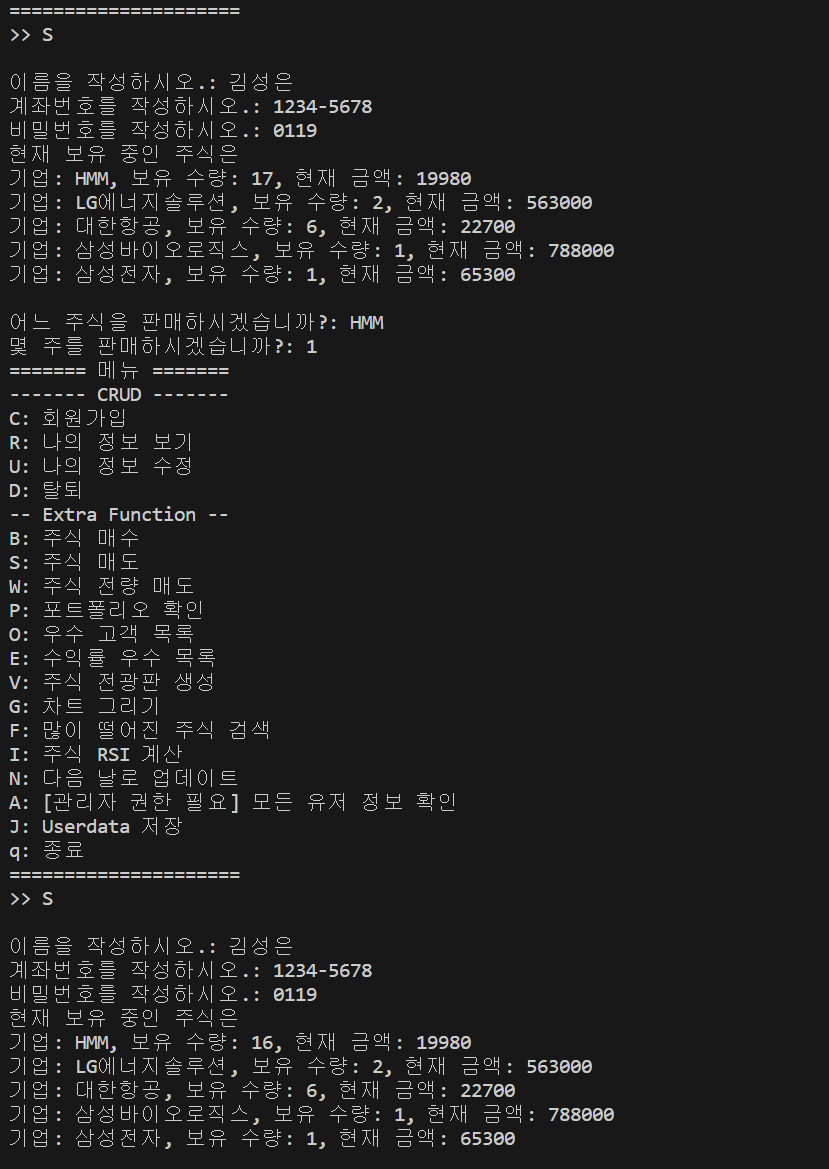 =====================
>> S
이름을 작성하시오.: 김성은
계좌번호를 작성하시오.: 1234-5678
비밀번호를 작성하시오.: 0119
현재 보유 중인 주식은
기업: HMM, 보유 수량: 17, 현재 금액: 19980
기업: LG에너지솔루션, 보유 수량: 2, 현재 금액: 563000
기업: 대한항공, 보유 수량: 6, 현재 금액: 22700
기업: 삼성바이오로직스, 보유 수량: 1, 현재 금액: 788000
기업: 삼성전자, 보유 수량: 1, 현재 금액: 65300
어느 주식을 판매하시겠습니까?: HMM
몇 주를 판매하시겠습니까?: 1
======= 메뉴 =======
------- CRUD -------
C: 회원가입
R: 나의 정보 보기
U: 나의 정보 수정
D: 탈퇴
-- Extra Function --
B: 주식 매수
S: 주식 매도
W: 주식 전량 매도
P: 포트폴리오 확인
O: 우수 고객 목록
E: 수익률 우수 목록
V: 주식 전광판 생성
G: 차트 그리기
F: 많이 떨어진 주식 검색
I: 주식 RSI 계산
N: 다음 날로 업데이트
A: [관리자 권한 필요] 모든 유저 정보 확인
J: Userdata 저장
q: 종료
=====================
>> S
이름을 작성하시오.: 김성은
계좌번호를 작성하시오.: 1234-5678
비밀번호를 작성하시오.: 0119
현재 보유 중인 주식은
기업: HMM, 보유 수량: 16, 현재 금액: 19980
기업: LG에너지솔루션, 보유 수량: 2, 현재 금액: 563000
기업: 대한항공, 보유 수량: 6, 현재 금액: 22700
기업: 삼성바이오로직스, 보유 수량: 1, 현재 금액: 788000
기업: 삼성전자, 보유 수량: 1, 현재 금액: 65300